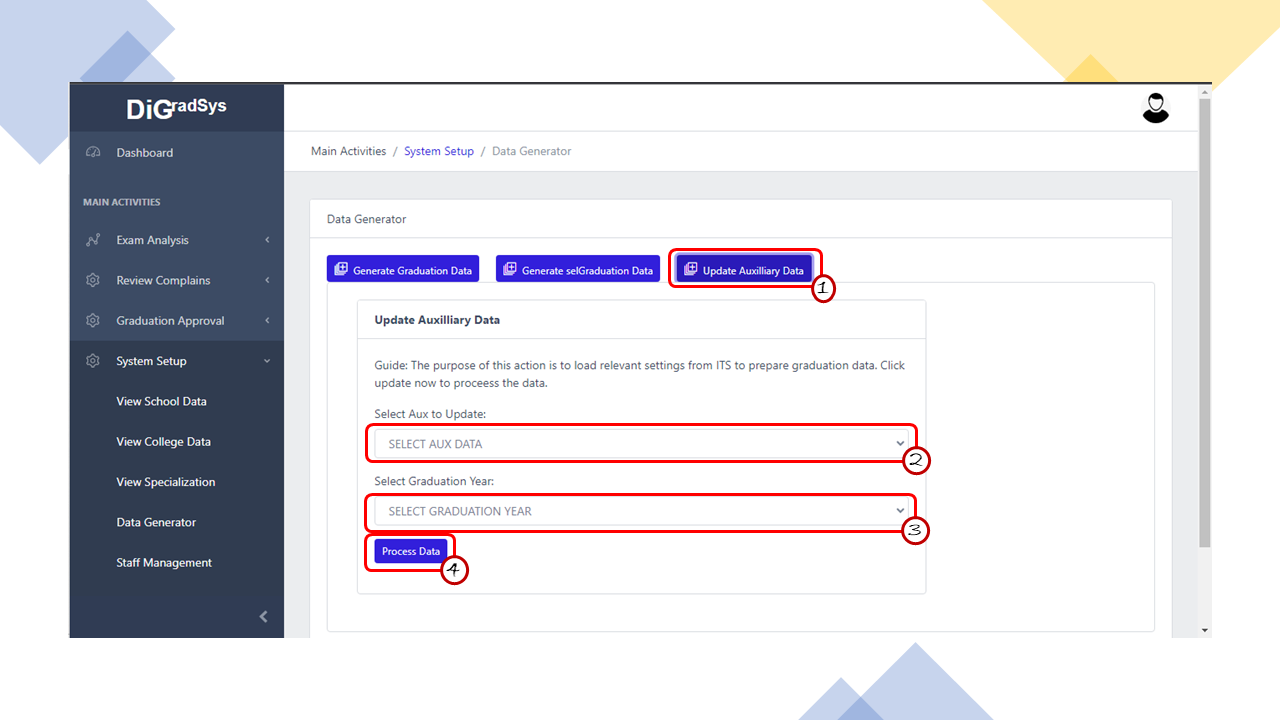 DiGradSys
Dashboard
MAIN ACTIVITIES
Exam Analysis
Review Complains
Graduation Approval
System Setup
View School Data
View College Data
View Specialization
Data Generator
Staff Management
Main Activities / System Setup / Data Generator
Data Generator
Generate Graduation Data
Generate selGraduation Data
Update Auxilliary Data
1
Update Auxilliary Data
Guide: The purpose of this action is to load relevant settings from ITS to prepare graduation data. Click
update now to proceess the data.
Select Aux to Update:
SELECT AUX DATA
2
Select Graduation Year:
SELECT GRADUATION YEAR
3
Process Data
4